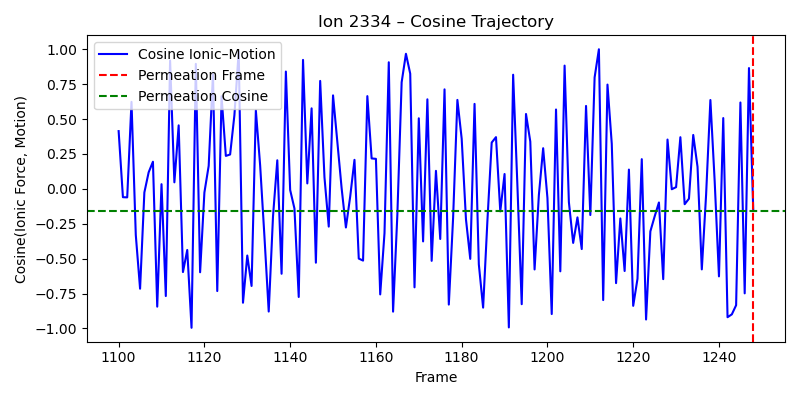 Ion 2334 – Cosine Trajectory
Cosine Ionic–Motion
Permeation Frame
Permeation Cosine
Cosine(Ionic Force, Motion)
1.00
0.75
0.50
0.25
0.00
−0.25
−0.50
−0.75
−1.00
1100 1120 1140 1160 1180 1200 1220 1240
Frame